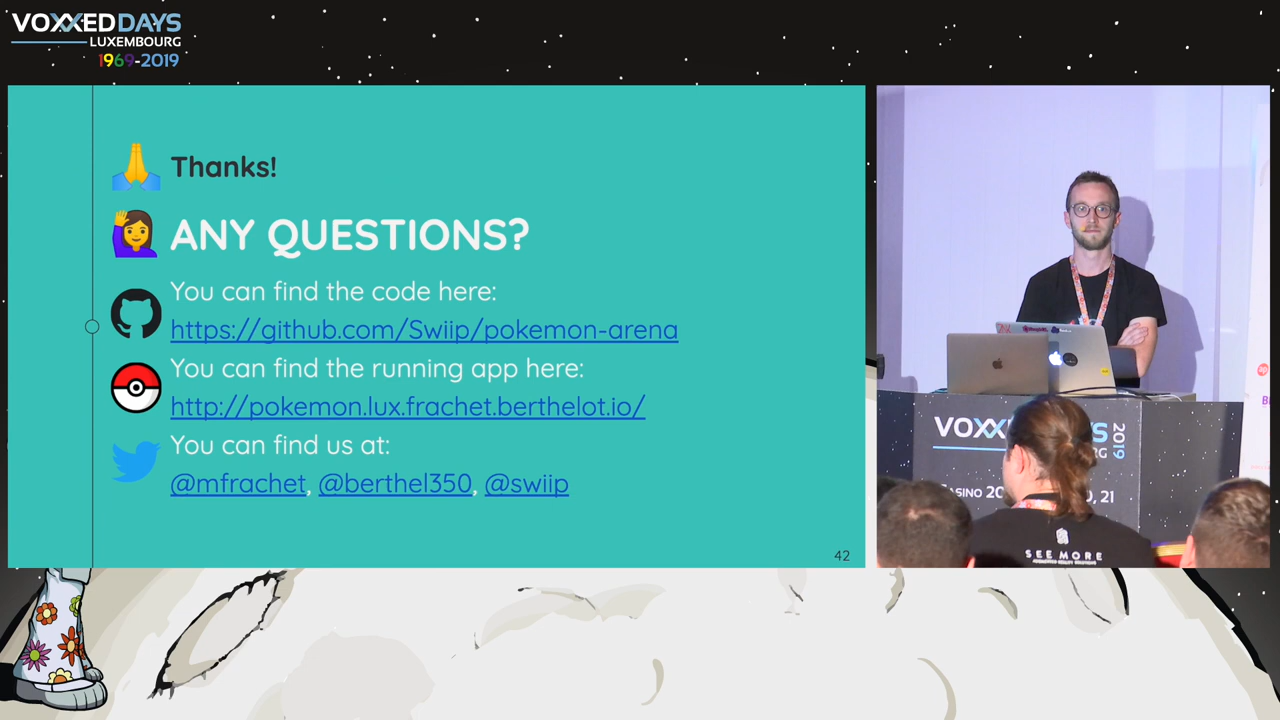 VOXXEDDAYS
LUXEMBOURG
1969-2019
Thanks!
ANY QUESTIONS?
You can find the code here:
https://github.com/Swiip/pokemon-arena
You can find the running app here:
http://pokemon.lux.frachet.berthelot.io/
You can find us at:
@mfrachet, @berthel350, @swiip
42
2019
SEE MORE